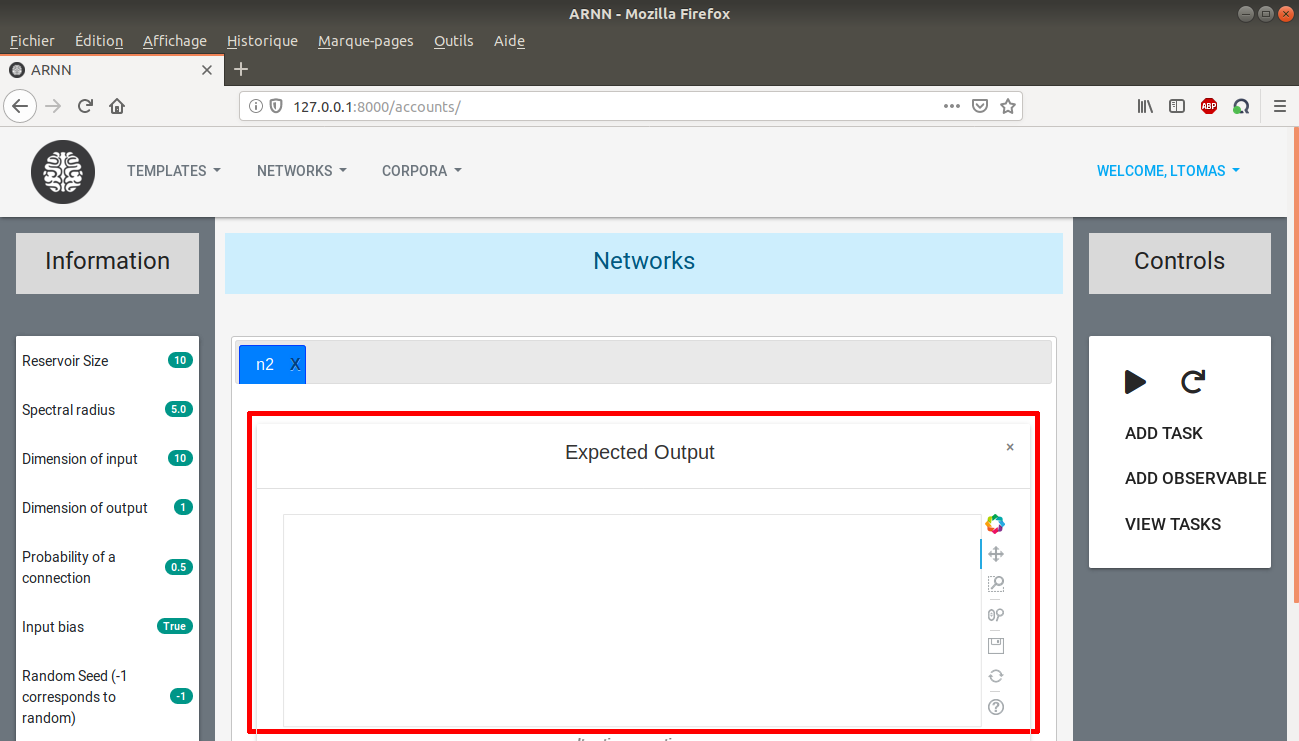 ARNN - Mozilla Firefox
Fichier Édition Affichage Historique Marque-pages Outils Aide
ARNN
127.0.0.1:8000/accounts/
ABP
TEMPLATES NETWORKS CORPORA WELCOME, LTOMAS
Information
Networks
Controls
Reservoir Size 10
Spectral radius 5.0
Dimension of input 10
Dimension of output 1
Probability of a
connection 0.5
Input bias True
Random Seed (-1
corresponds to
random) -1
n2 X
Expected Output ×
ADD TASK
ADD OBSERVABLE
VIEW TASKS